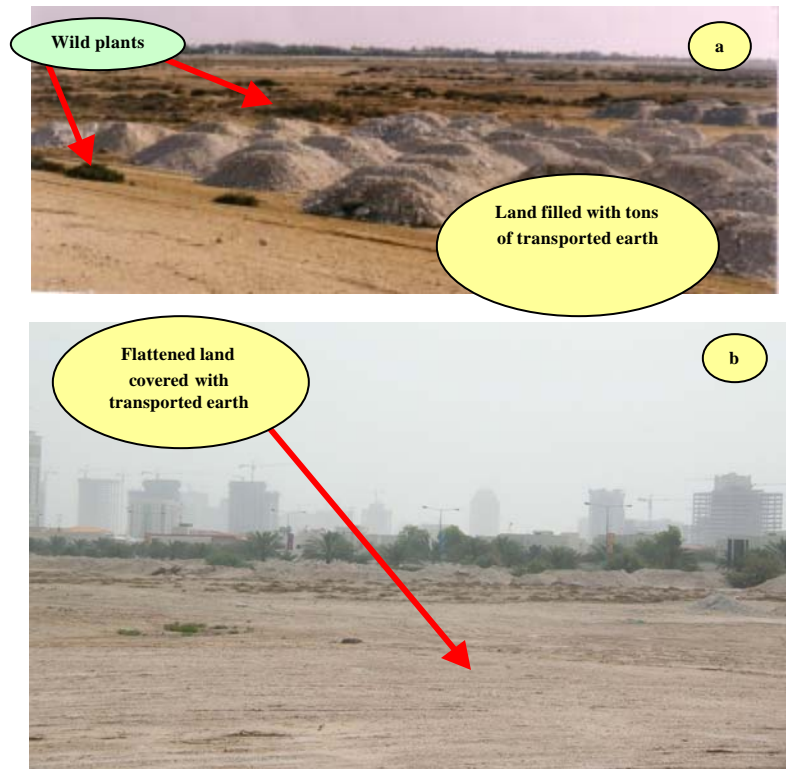 Wild plants
a
Land filled with tons
of transported earth
Flattened land
covered with
transported earth
b